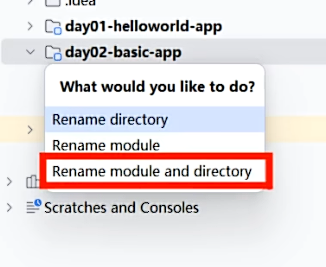 .idea
day01-helloworld-app
day02-basic-app
What would you like to do?
Rename directory
Rename module
Rename module and directory
Scratches and Consoles